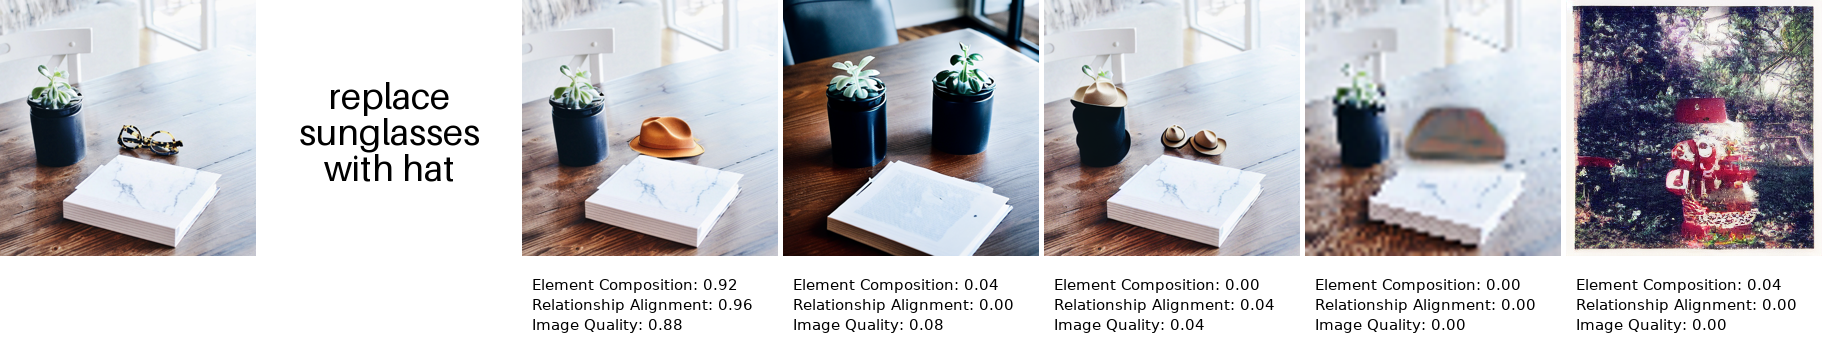 replace
sunglasses
with hat
Element Composition: 0.92
Relationship Alignment: 0.96
Image Quality: 0.88
Element Composition: 0.04
Relationship Alignment: 0.00
Image Quality: 0.08
Element Composition: 0.00
Relationship Alignment: 0.04
Image Quality: 0.04
Element Composition: 0.00
Relationship Alignment: 0.00
Image Quality: 0.00
Element Composition: 0.04
Relationship Alignment: 0.00
Image Quality: 0.00